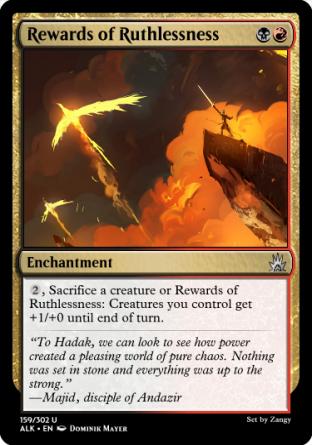 Rewards of Ruthlessness
Enchantment
2, Sacrifice a creature or Rewards of
Ruthlessness: Creatures you control get
+1/+0 until end of turn.
“To Hadak, we can look to see how power
created a pleasing world of pure chaos. Nothing
was set in stone and everything was up to the
strong.”
—Majid, disciple of Andazir
159/302 U
ALK • EN DOMINIK MAYER
Set by Zangy